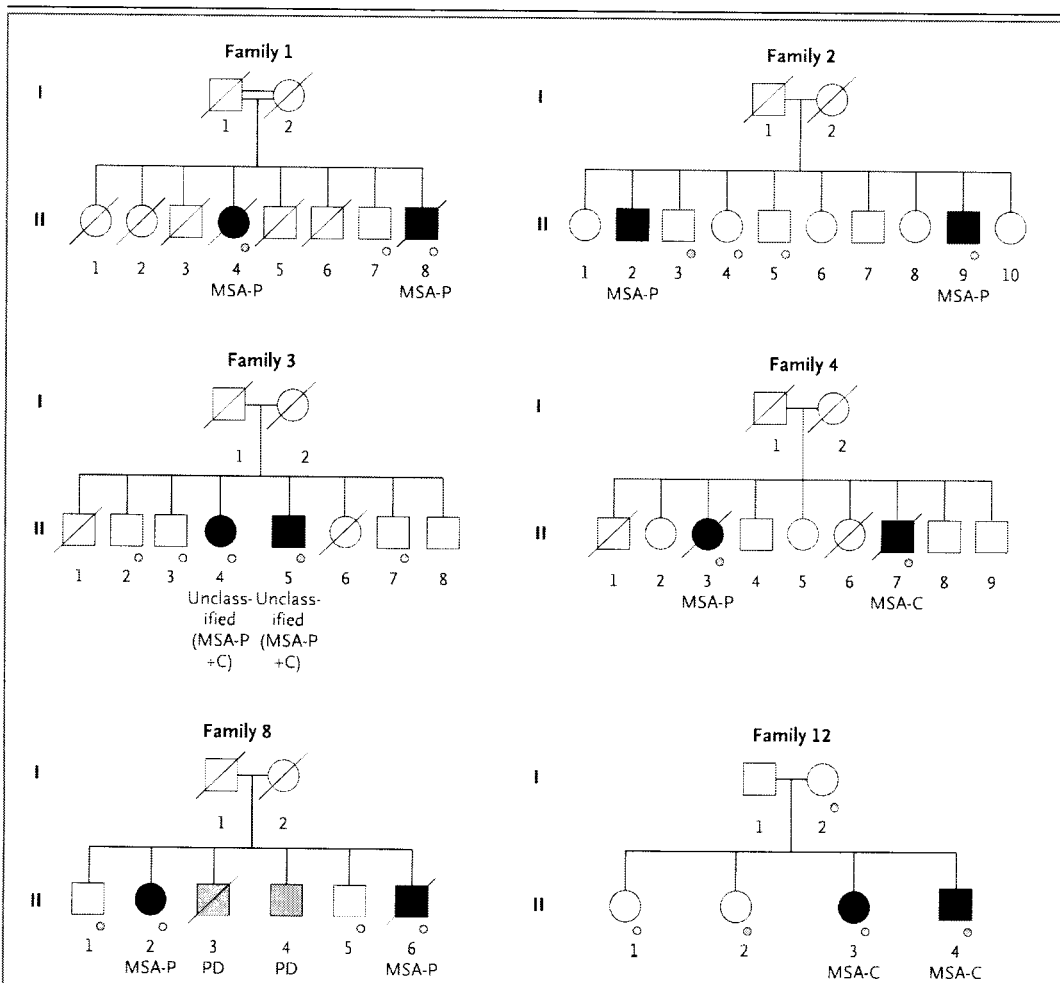 Family 1
Family 2
I
I
1 2
1 2
II
II
1 2 3 4 5 6 7 8
1 2 3 4 5 6 7 8 9 10
MSA-P MSA-P
MSA-P MSA-P
Family 3
Family 4
I
I
1 2
1 2
II
II
1 2 3 4 5 6 7 8
1 2 3 4 5 6 7 8 9
Unclass- Unclass-
MSA-P MSA-C
ified ified
(MSA-P (MSA-P
+C) +C)
Family 8
Family 12
I
I
1 2
1 2
II
II
1 2 3 4 5 6
1 2 3 4
MSA-P PD PD MSA-P
MSA-C MSA-C